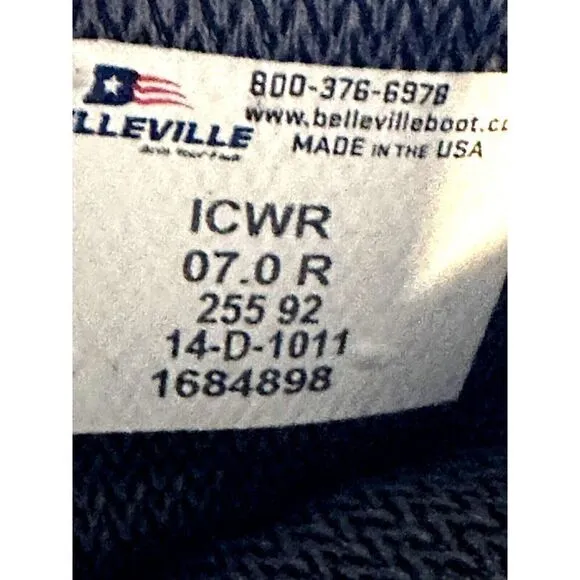 800-376-6978
www.bellevilleboot.c
LLEVILLE
MADE IN THE USA
ICWR
07.0 R
255 92
14-D-1011
1684898